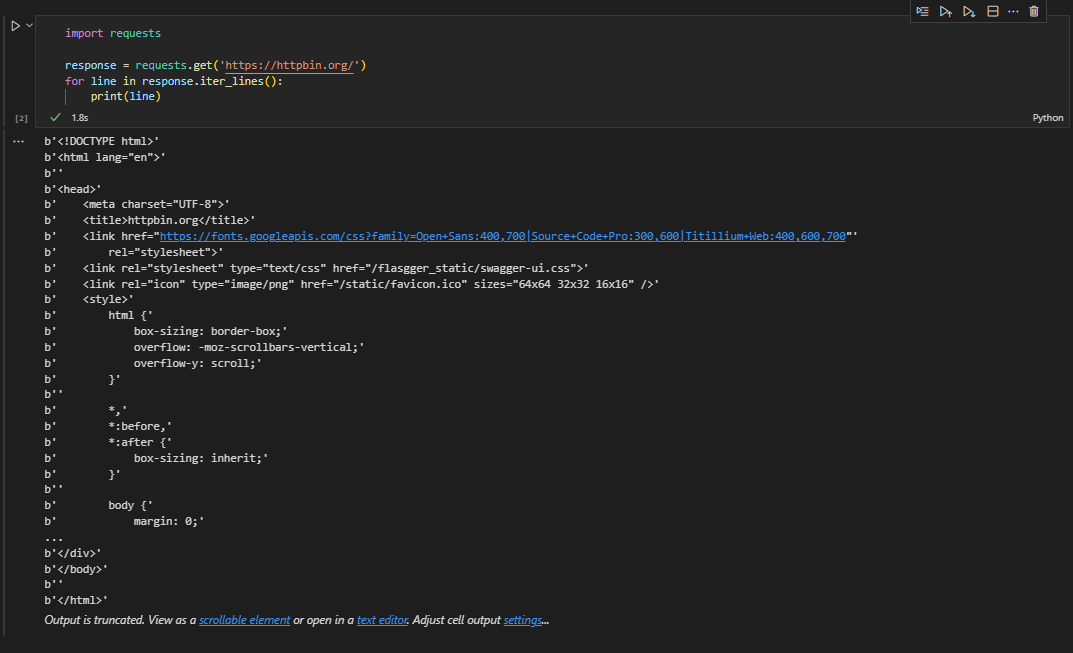 import requests
response = requests.get('https://httpbin.org/')
for line in response.iter_lines():
    print(line)
[2]
1.8s
Python
b'<!DOCTYPE html>'
b'<html lang="en">'
b''
b'<head>'
b'    <meta charset="UTF-8">'
b'    <title>httpbin.org</title>'
b'    <link href="https://fonts.googleapis.com/css?family=Open+Sans:400,700|Source+Code+Pro:300,600|Titillium+Web:400,600,700"'
b'        rel="stylesheet">'
b'    <link rel="stylesheet" type="text/css" href="/flasgger_static/swagger-ui.css">'
b'    <link rel="icon" type="image/png" href="/static/favicon.ico" sizes="64x64 32x32 16x16" />'
b'    <style>'
b'        html {'
b'            box-sizing: border-box;'
b'            overflow: -moz-scrollbars-vertical;'
b'            overflow-y: scroll;'
b'        }'
b''
b'        *,'
b'        *:before,'
b'        *:after {'
b'            box-sizing: inherit;'
b'        }'
b''
b'        body {'
b'            margin: 0;'
...
b'</div>'
b'</body>'
b''
b'</html>'
Output is truncated. View as a scrollable element or open in a text editor. Adjust cell output settings...